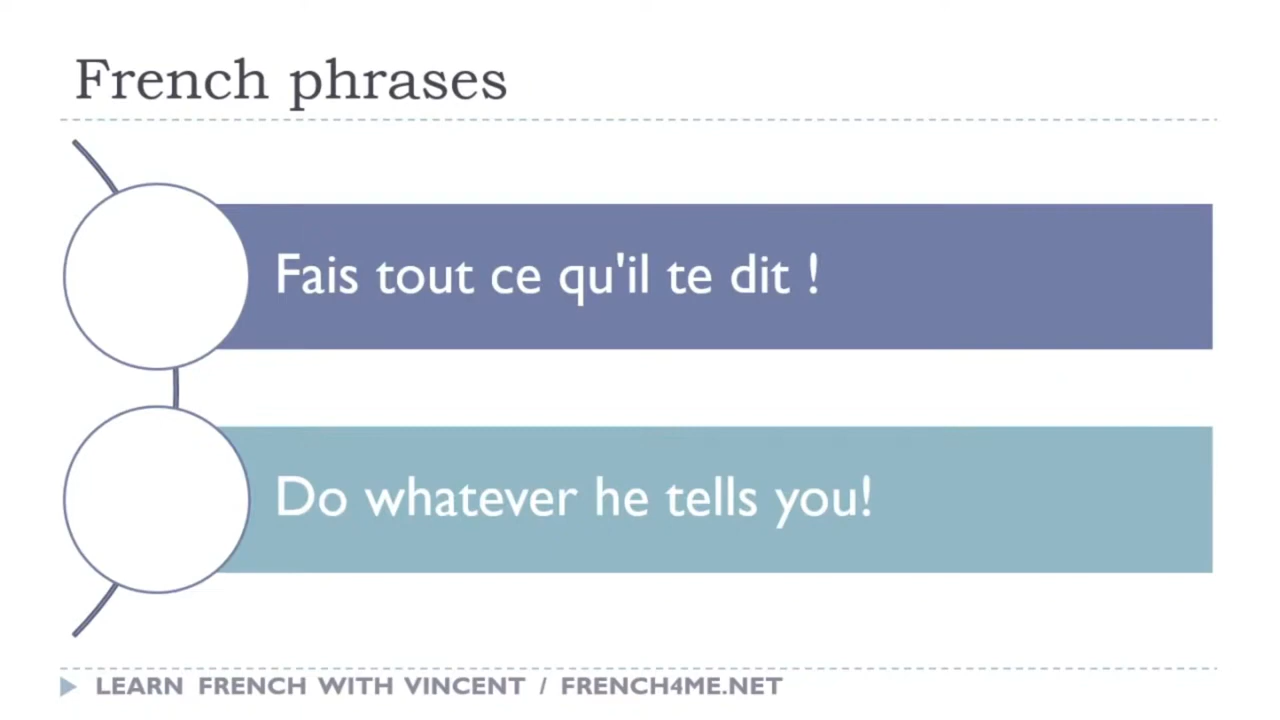 French phrases
Fais tout ce qu'il te dit !
Do whatever he tells you!
LEARN FRENCH WITH VINCENT / FRENCH4ME.NET